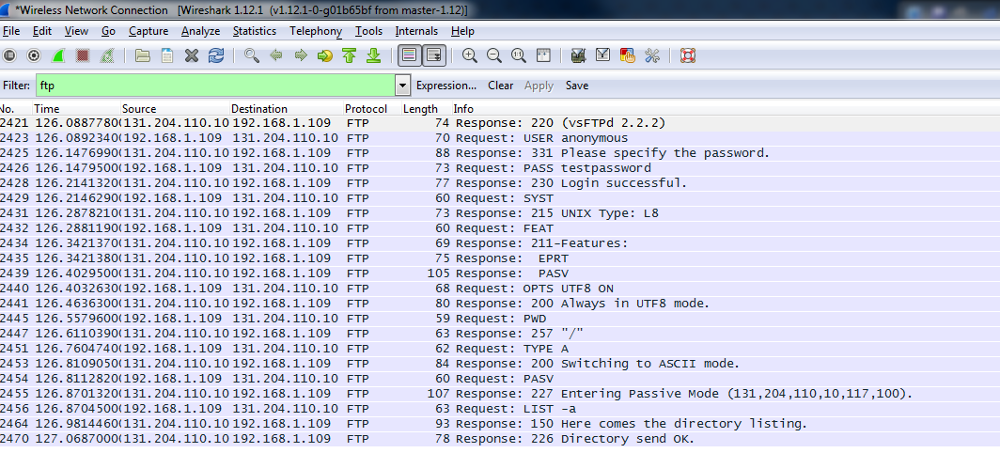 *Wireless Network Connection [Wireshark 1.12.1 (v1.12.1-0-g01b65bf from master-1.12)]
File Edit View Go Capture Analyze Statistics Telephony Tools Internals Help
Filter: ftp Expression... Clear Apply Save
No. Time Source Destination Protocol Length Info
2421 126.0887780 131.204.110.10 192.168.1.109 FTP 74 Response: 220 (vsFTPd 2.2.2)
2423 126.0892340 192.168.1.109 131.204.110.10 FTP 70 Request: USER anonymous
2425 126.1476990 131.204.110.10 192.168.1.109 FTP 88 Response: 331 Please specify the password.
2426 126.1479500 192.168.1.109 131.204.110.10 FTP 73 Request: PASS testpassword
2428 126.2141320 131.204.110.10 192.168.1.109 FTP 77 Response: 230 Login successful.
2429 126.2146290 192.168.1.109 131.204.110.10 FTP 60 Request: SYST
2431 126.2878210 131.204.110.10 192.168.1.109 FTP 73 Response: 215 UNIX Type: L8
2432 126.2881190 192.168.1.109 131.204.110.10 FTP 60 Request: FEAT
2434 126.3421370 131.204.110.10 192.168.1.109 FTP 69 Response: 211-Features:
2435 126.3421380 131.204.110.10 192.168.1.109 FTP 75 Response: EPRT
2439 126.4029500 131.204.110.10 192.168.1.109 FTP 105 Response: PASV
2440 126.4032630 192.168.1.109 131.204.110.10 FTP 68 Request: OPTS UTF8 ON
2441 126.4636300 131.204.110.10 192.168.1.109 FTP 80 Response: 200 Always in UTF8 mode.
2445 126.5579600 192.168.1.109 131.204.110.10 FTP 59 Request: PWD
2447 126.6110390 131.204.110.10 192.168.1.109 FTP 63 Response: 257 "/"
2451 126.7604740 192.168.1.109 131.204.110.10 FTP 62 Request: TYPE A
2453 126.8109050 131.204.110.10 192.168.1.109 FTP 84 Response: 200 Switching to ASCII mode.
2454 126.8112820 192.168.1.109 131.204.110.10 FTP 60 Request: PASV
2455 126.8701320 131.204.110.10 192.168.1.109 FTP 107 Response: 227 Entering Passive Mode (131,204,110,10,117,100).
2456 126.8704500 192.168.1.109 131.204.110.10 FTP 63 Request: LIST -a
2464 126.9814460 131.204.110.10 192.168.1.109 FTP 93 Response: 150 Here comes the directory listing.
2470 127.0687000 131.204.110.10 192.168.1.109 FTP 78 Response: 226 Directory send OK.